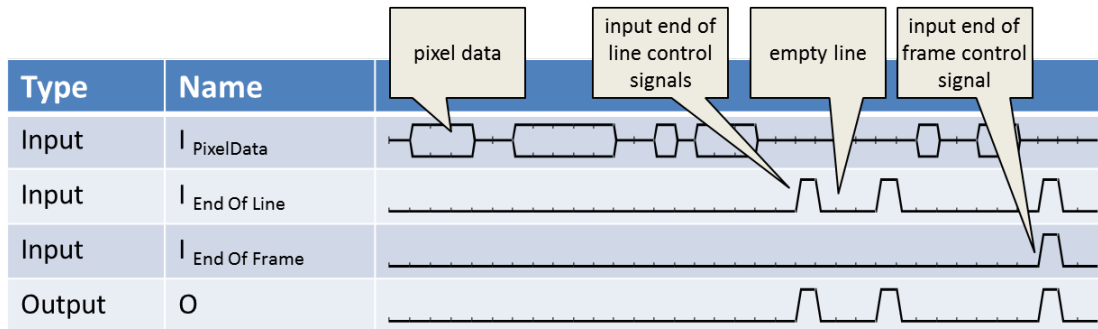 pixel data
input end of
line control
signals
empty line
input end of
frame control
signal
Type Name
Input I PixelData
Input I End Of Line
Input I End Of Frame
Output O